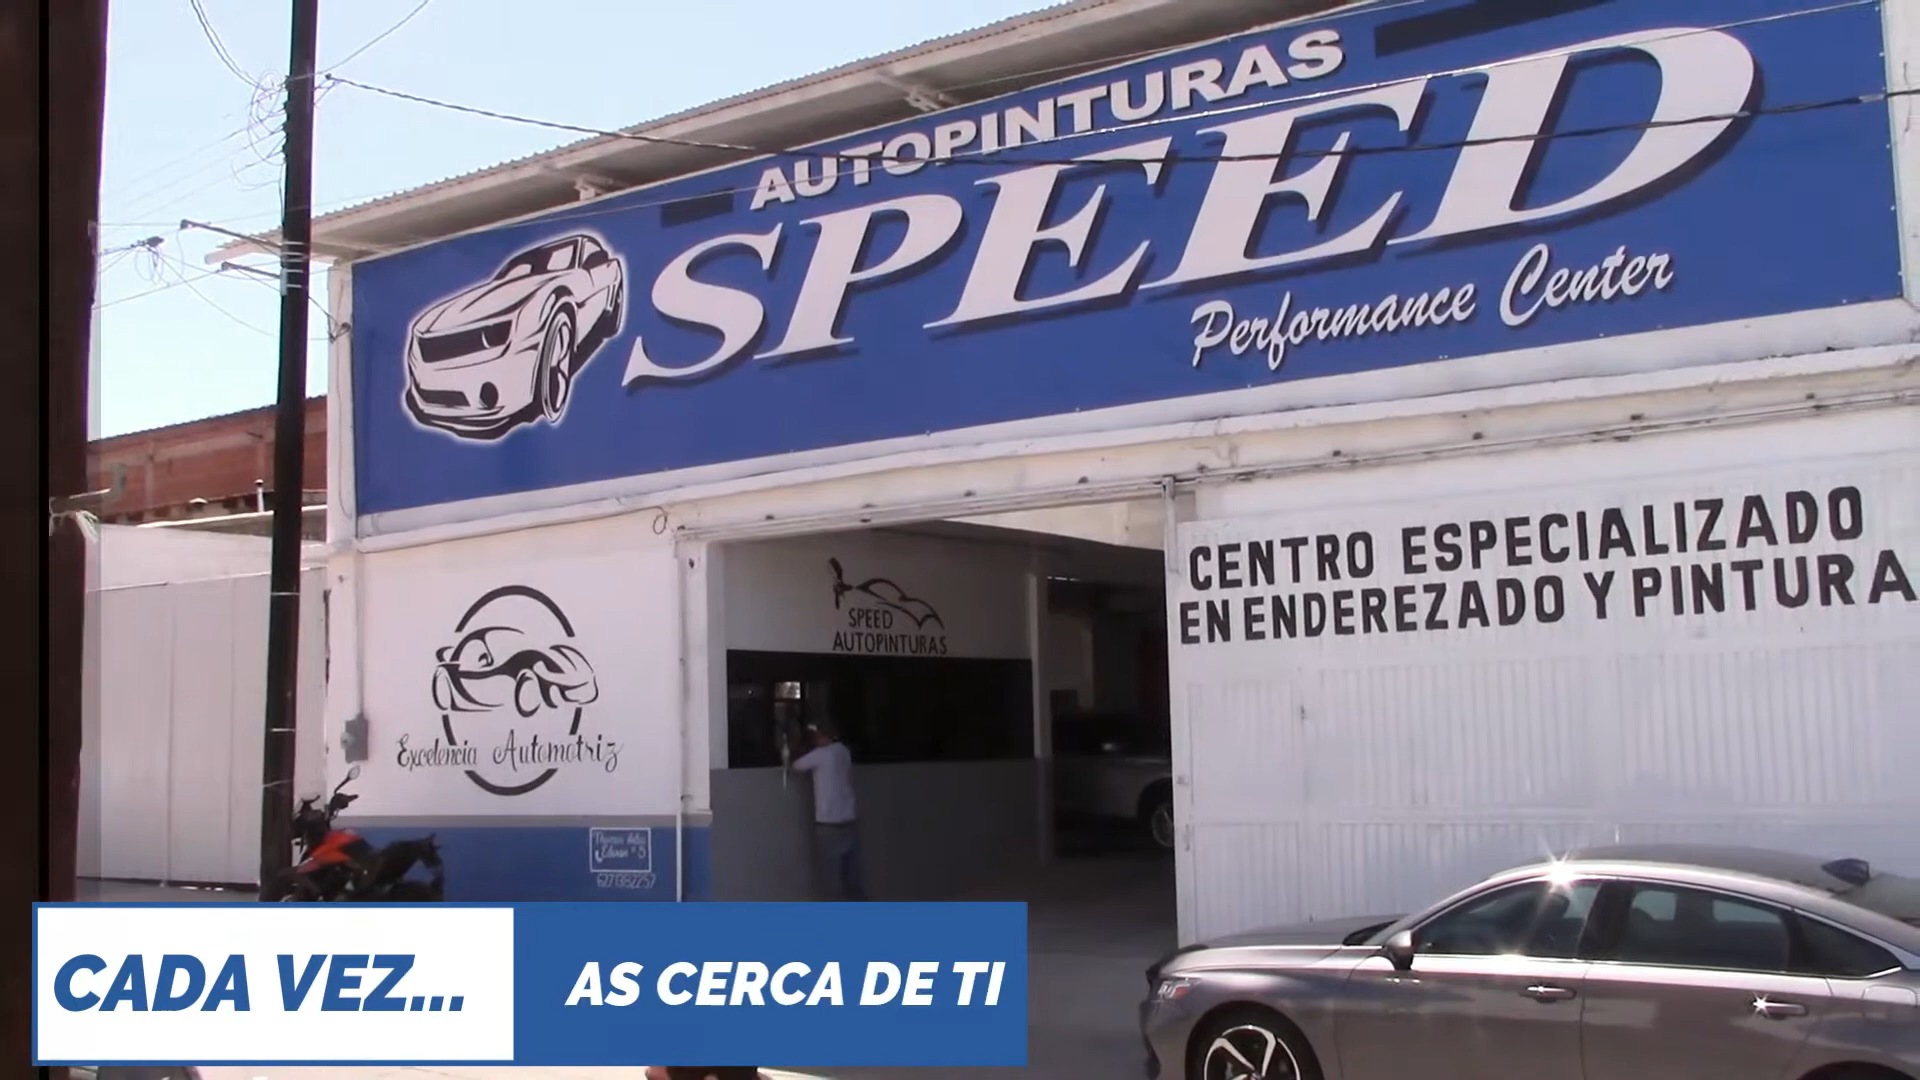 AUTOPINTURAS
SPEED
Performance Center
CENTRO ESPECIALIZADO
EN ENDEREZADO Y PINTURA
SPEED
AUTOPINTURAS
Excelencia Automotriz
6271362257
CADA VEZ...
AS CERCA DE TI